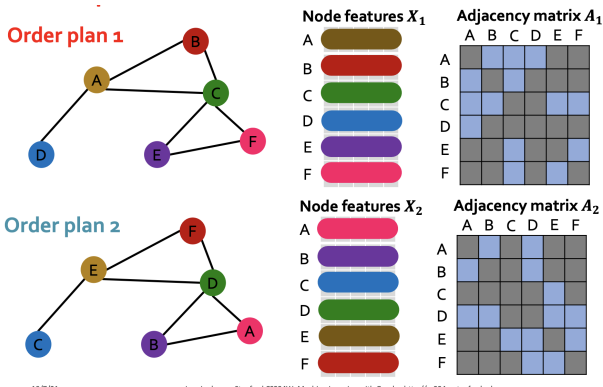 Order plan 1
B
A
C
D
E
F
Node features X₁
A
B
C
D
E
F
Adjacency matrix A₁
A B C D E F
A
B
C
D
E
F
Order plan 2
F
E
D
C
B
A
Node features X₂
A
B
C
D
E
F
Adjacency matrix A₂
A B C D E F
A
B
C
D
E
F